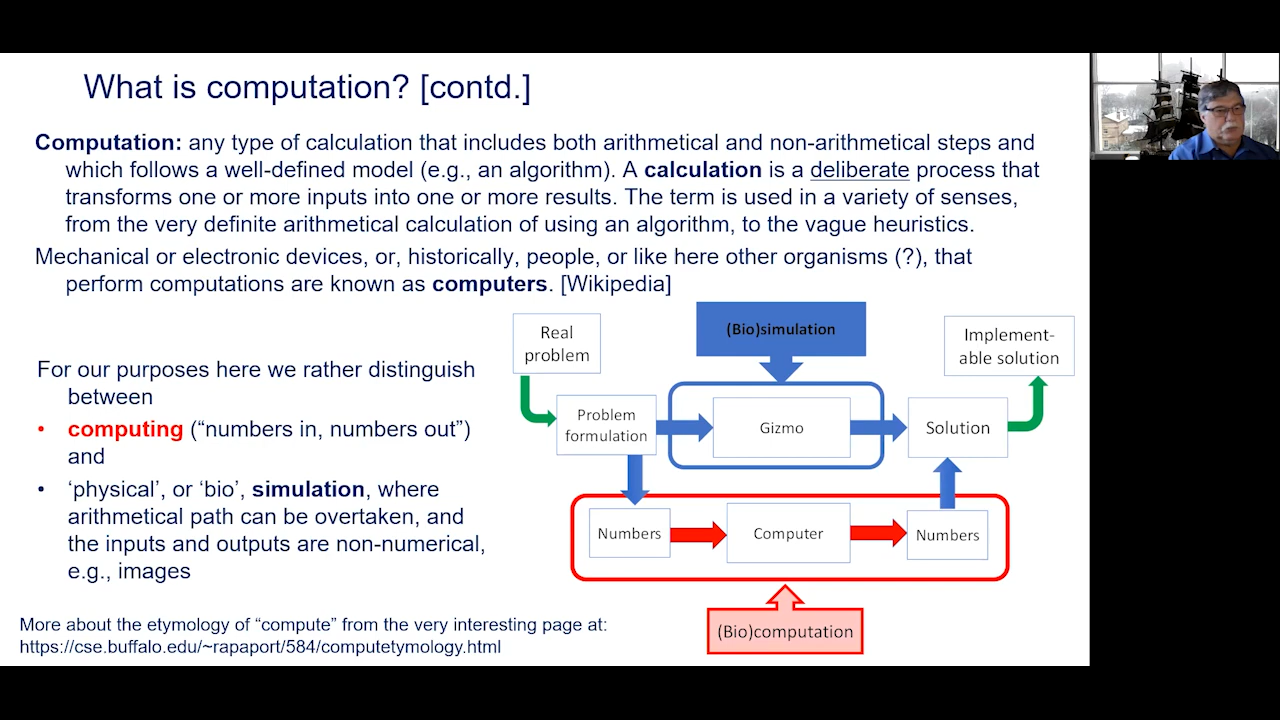 What is computation? [contd.]
Computation: any type of calculation that includes both arithmetical and non-arithmetical steps and
which follows a well-defined model (e.g., an algorithm). A calculation is a deliberate process that
transforms one or more inputs into one or more results. The term is used in a variety of senses,
from the very definite arithmetical calculation of using an algorithm, to the vague heuristics.
Mechanical or electronic devices, or, historically, people, or like here other organisms (?), that
perform computations are known as computers. [Wikipedia]
For our purposes here we rather distinguish
between
• computing (“numbers in, numbers out”)
and
• ‘physical’, or ‘bio’, simulation, where
arithmetical path can be overtaken, and
the inputs and outputs are non-numerical,
e.g., images
Real
problem
(Bio)simulation
Implement-
able solution
Problem
formulation
Gizmo
Solution
Numbers
Computer
Numbers
(Bio)computation
More about the etymology of “compute” from the very interesting page at:
https://cse.buffalo.edu/~rapaport/584/computetymology.html